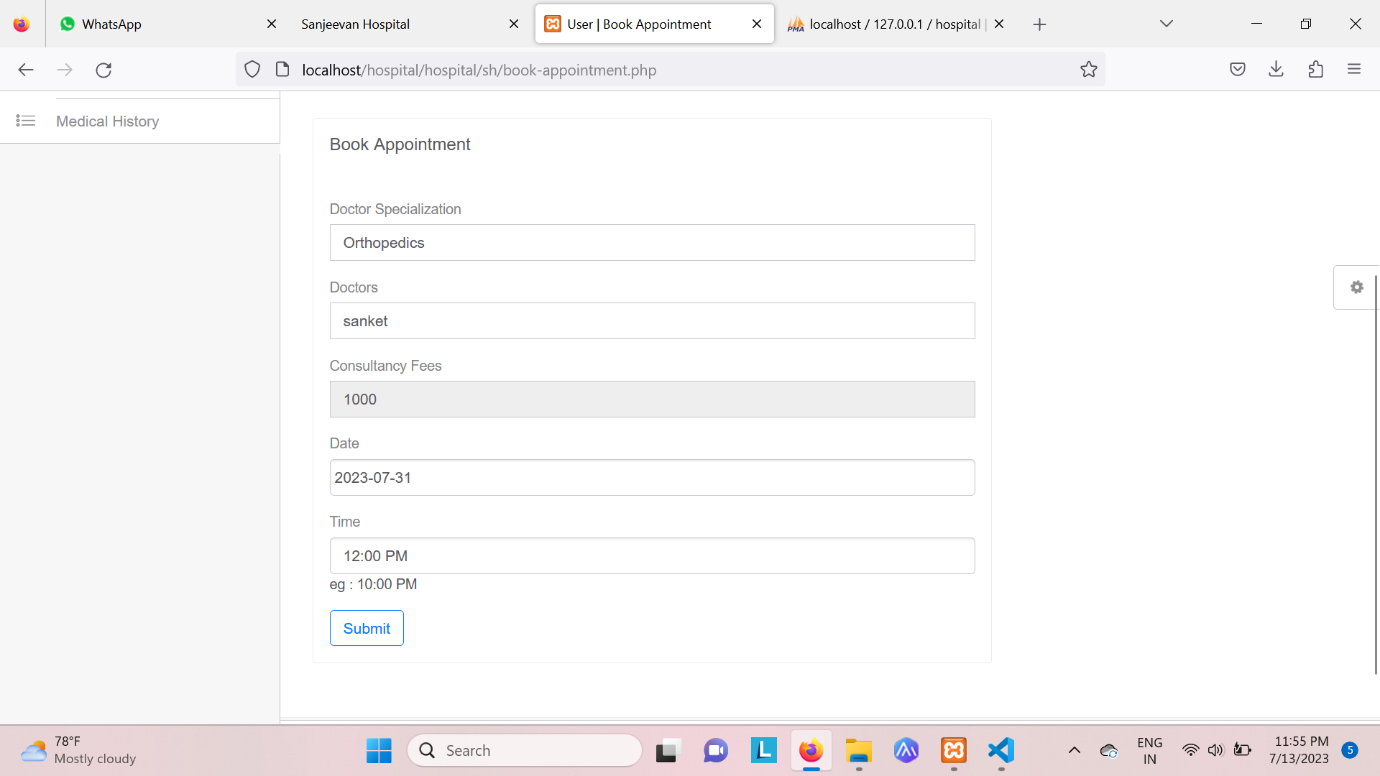 WhatsApp
Sanjeevan Hospital
User | Book Appointment
PMA
localhost / 127.0.0.1 / hospital |
localhost/hospital/hospital/sh/book-appointment.php
Medical History
Book Appointment
Doctor Specialization
Orthopedics
Doctors
sanket
Consultancy Fees
1000
Date
2023-07-31
Time
12:00 PM
eg : 10:00 PM
Submit
78°F
Mostly cloudy
Search
L
ENG
IN
11:55 PM
7/13/2023
5